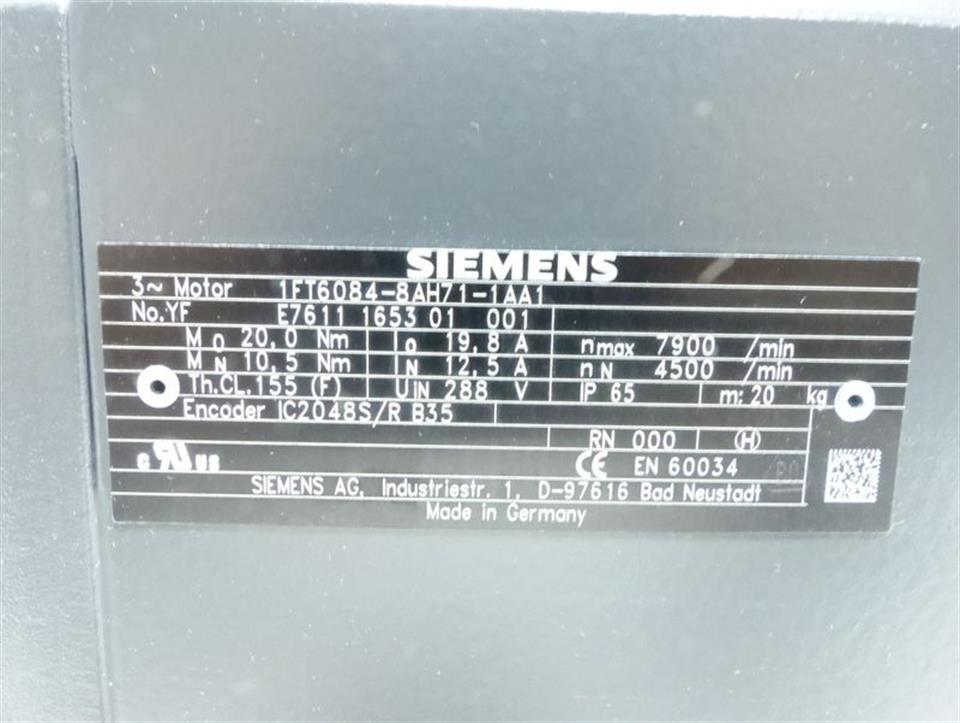 SIEMENS
3~ Motor 1FT6084-8AH71-1AA1
No.YF E7611 1653 01 001
M0 20,0 Nm I0 19,8 A nmax 7900 /min
MN 10,5 Nm IN 12,5 A nN 4500 /min
Th.CL.155 (F) UIN 288 V IP 65 m: 20 kg
Encoder IC2048S/R B35
RN 000 (H)
c RU US CE EN 60034
SIEMENS AG, Industriestr. 1, D-97616 Bad Neustadt
Made in Germany